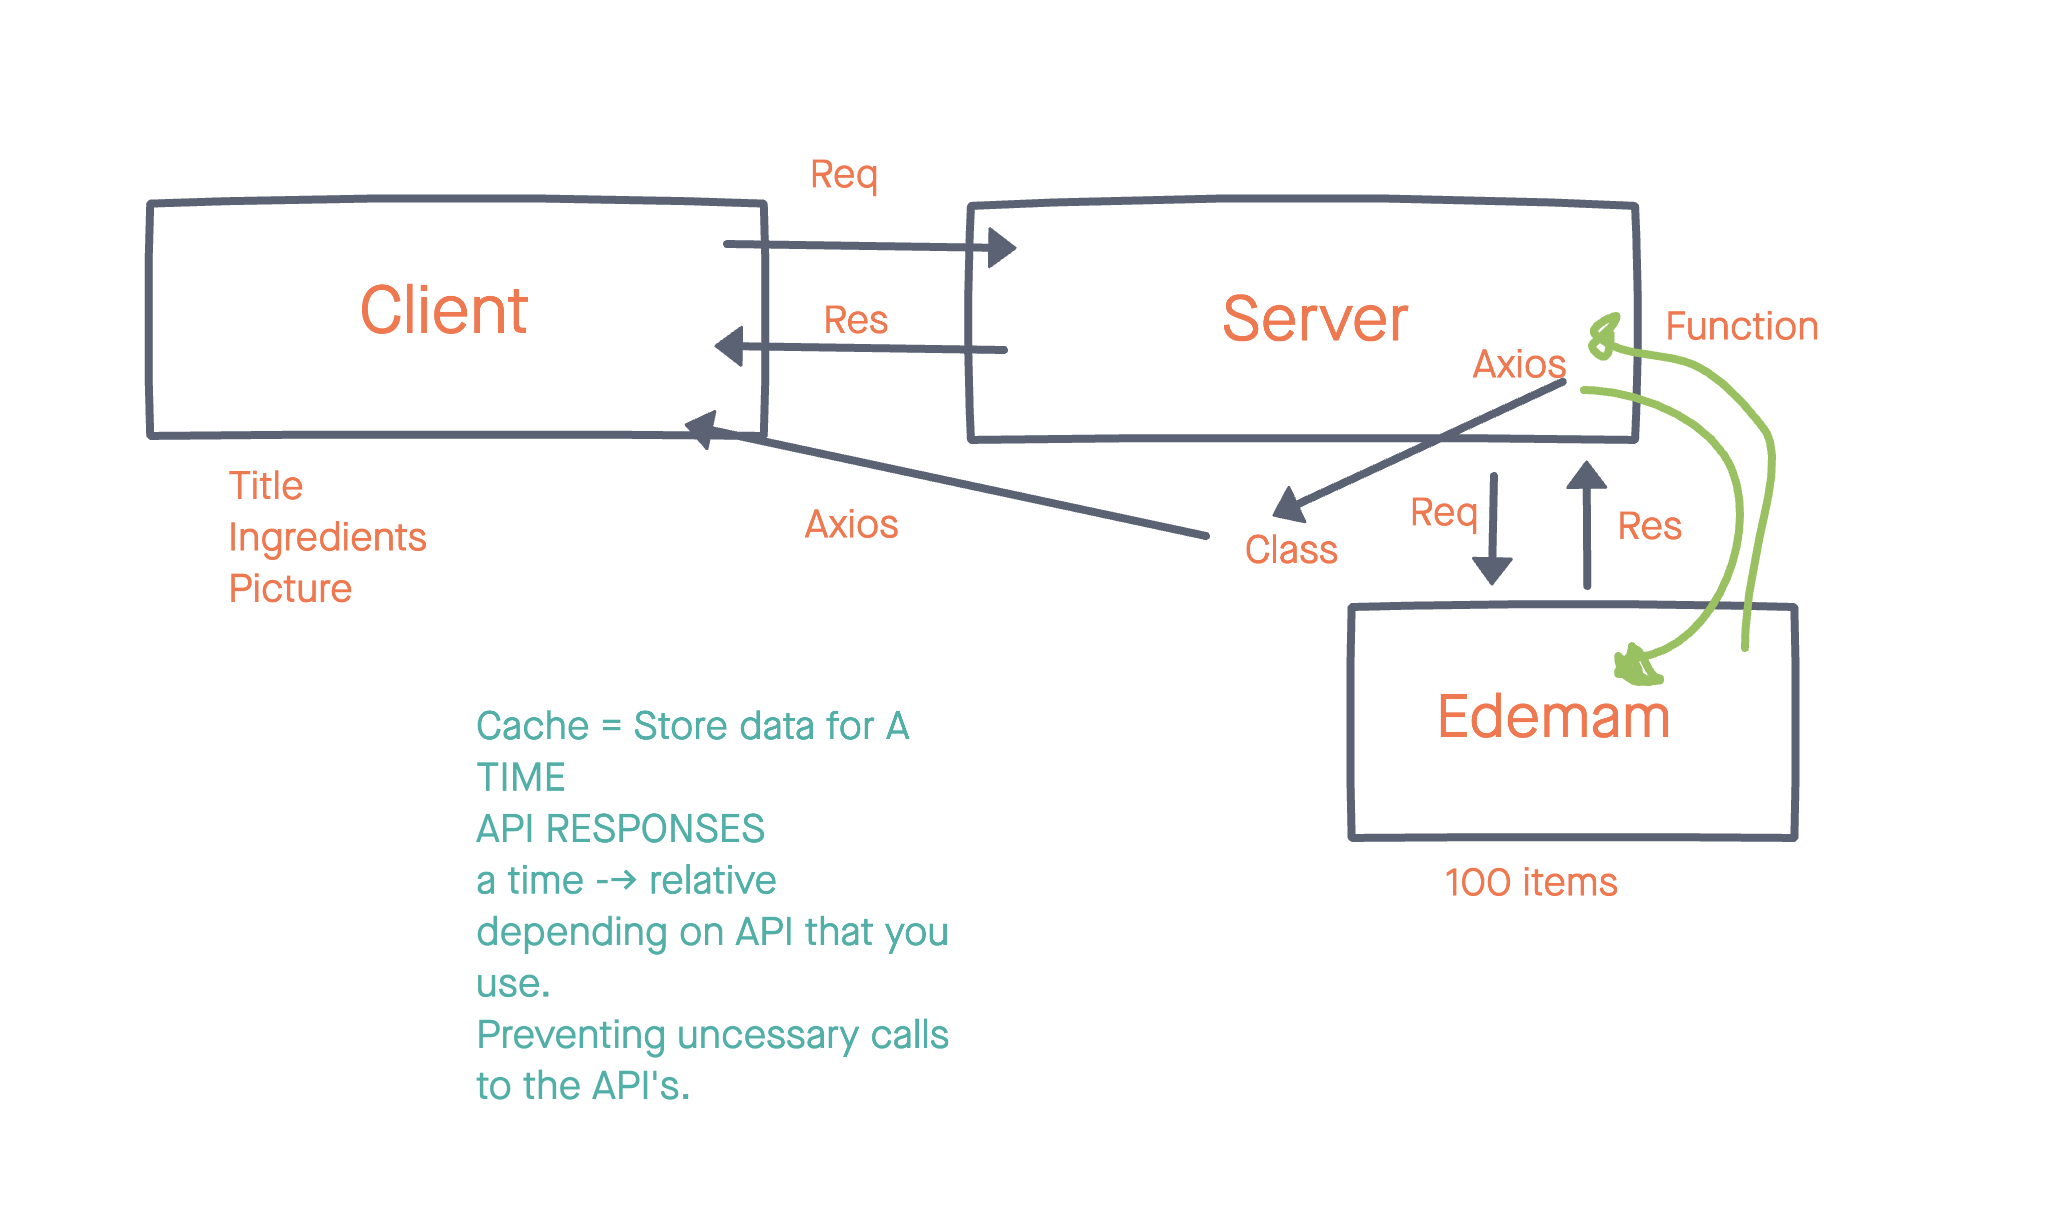 Req
Client
Res
Server
Function
Axios
Title
Ingredients
Picture
Axios
Class
Req
Res
Edemam
100 items
Cache = Store data for A
TIME
API RESPONSES
a time -→ relative
depending on API that you
use.
Preventing uncessary calls
to the API's.